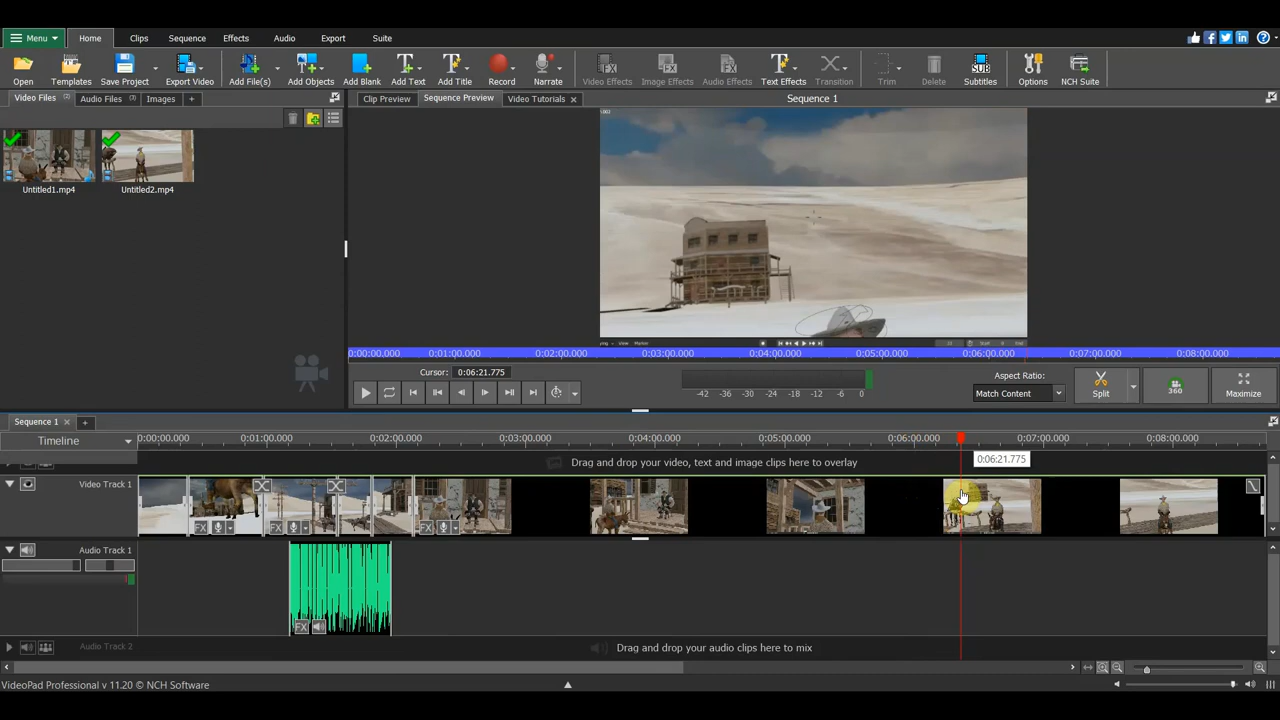 Menu Home Clips Sequence Effects Audio Export Suite
Open Templates Save Project Export Video Add File(s) Add Objects Add Blank Add Text Add Title Record Narrate Video Effects Image Effects Audio Effects Text Effects Transition Trim Delete Subtitles Options NCH Suite
Video Files Audio Files Images + Clip Preview Sequence Preview Video Tutorials × Sequence 1
Untitled1.mp4 Untitled2.mp4
0:00:00.000 0:01:00.000 0:02:00.000 0:03:00.000 0:04:00.000 0:05:00.000 0:06:00.000 0:07:00.000 0:08:00.000
Cursor: 0:06:21.775
-42 -36 -30 -24 -18 -12 -6 0
Aspect Ratio:
Match Content
Split 360 Maximize
Sequence 1 × +
Timeline 0:00:00.000 0:01:00.000 0:02:00.000 0:03:00.000 0:04:00.000 0:05:00.000 0:06:00.000 0:07:00.000 0:08:00.000
0:06:21.775
Drag and drop your video, text and image clips here to overlay
Video Track 1
FX FX FX
Audio Track 1
FX
Audio Track 2 Drag and drop your audio clips here to mix
VideoPad Professional v 11.20 © NCH Software